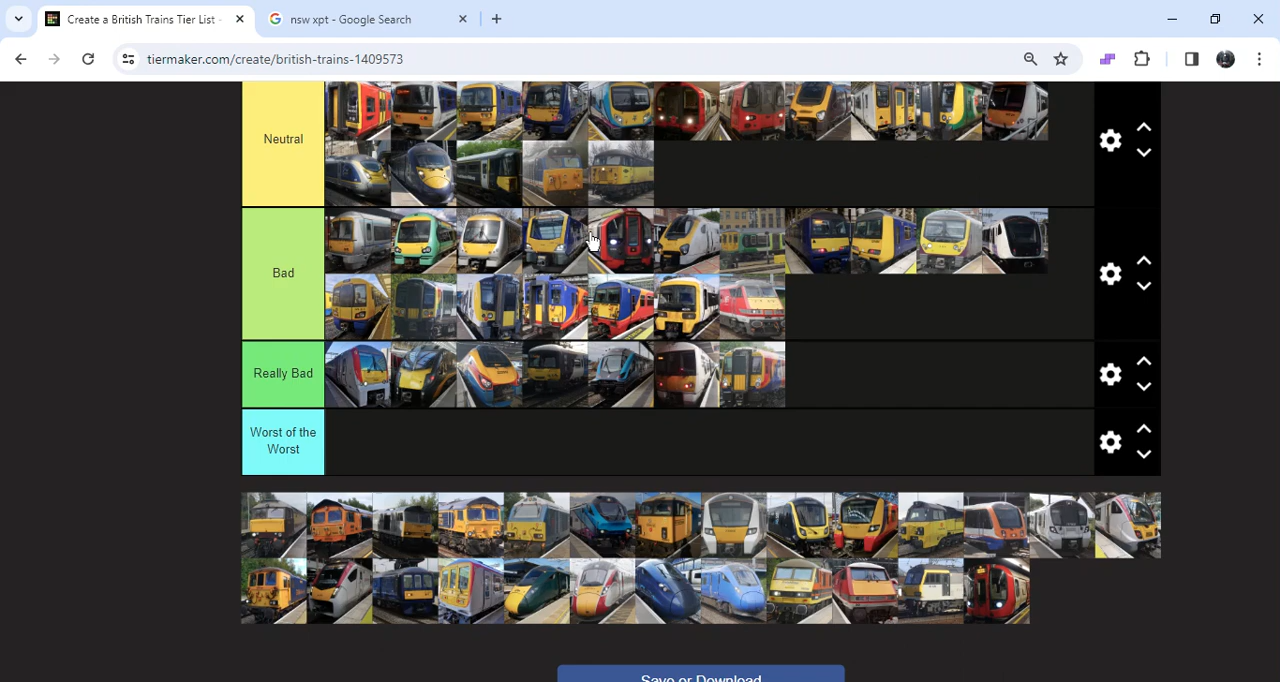 Create a British Trains Tier List
nsw xpt - Google Search
tiermaker.com/create/british-trains-1409573
Neutral
Bad
Really Bad
Worst of the
Worst
Save or Download